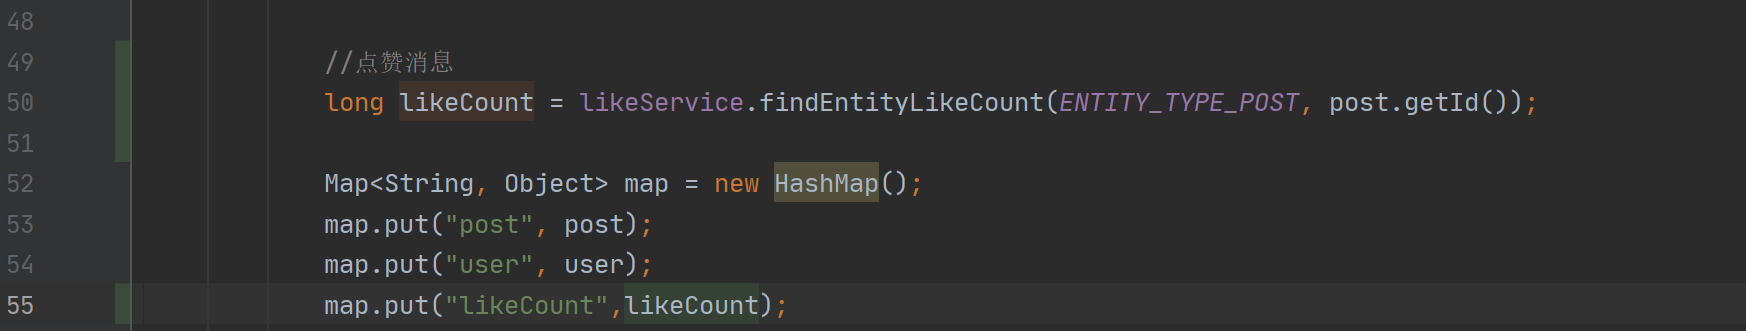 48
49 //点赞消息
50 long likeCount = likeService.findEntityLikeCount(ENTITY_TYPE_POST, post.getId());
51
52 Map<String, Object> map = new HashMap();
53 map.put("post", post);
54 map.put("user", user);
55 map.put("likeCount",likeCount);